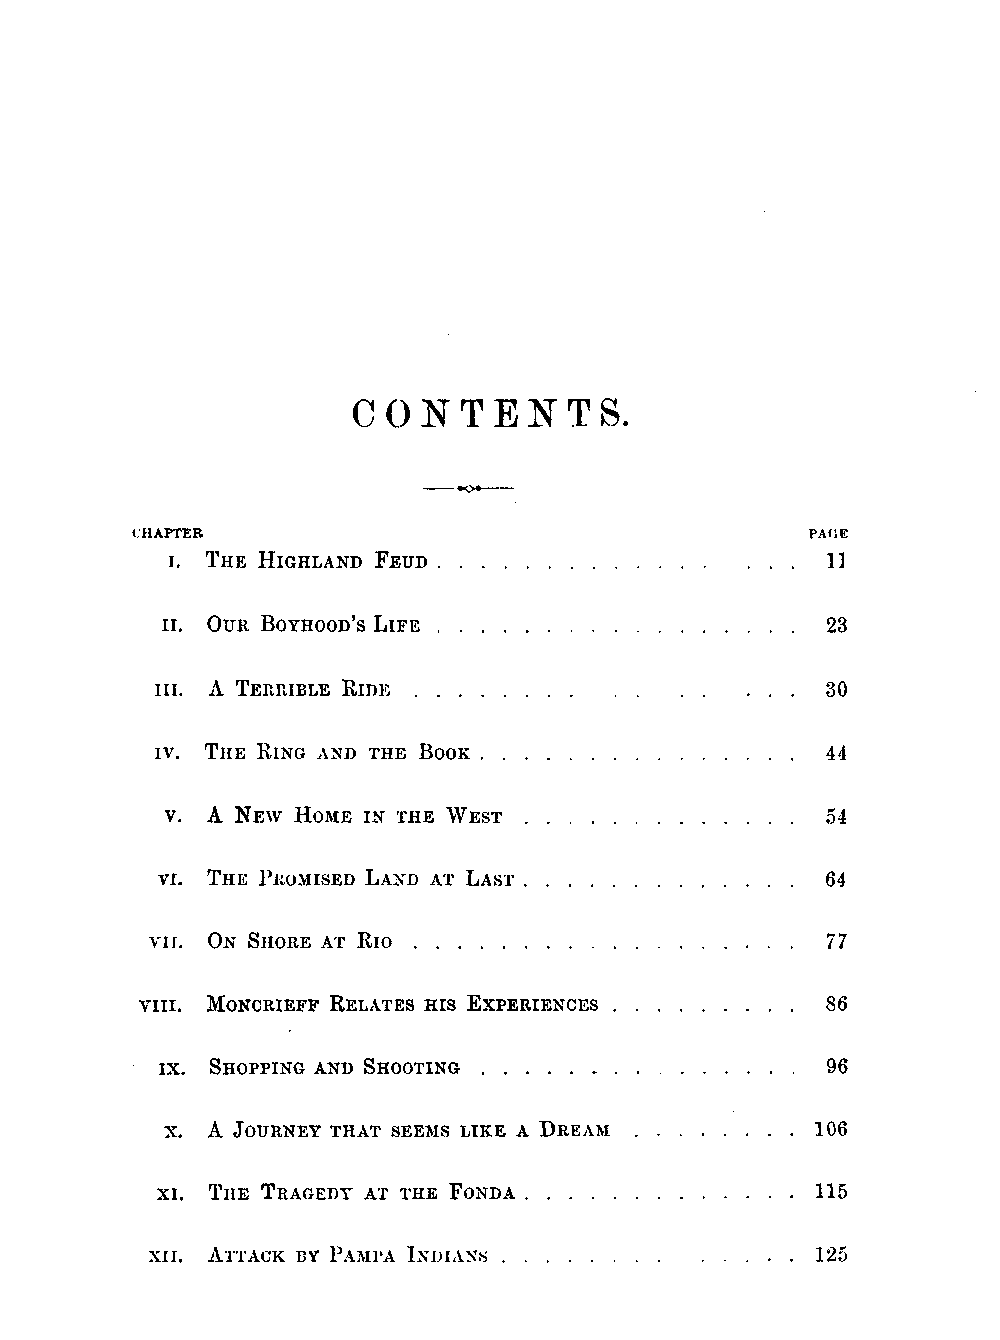 CONTENTS.
CHAPTER PAGE
I. THE HIGHLAND FEUD . . . . . . . . . . . . . . . . 11
II. OUR BOYHOOD'S LIFE . . . . . . . . . . . . . . . . . 23
III. A TERRIBLE RIDE . . . . . . . . . . . . . 30
IV. THE RING AND THE BOOK . . . . . . . . . . . . . . . 44
V. A NEW HOME IN THE WEST . . . . . . . . . . . . . 54
VI. THE PROMISED LAND AT LAST . . . . . . . . . . . . . 64
VII. ON SHORE AT RIO . . . . . . . . . . . . . . . . . . 77
VIII. MONCRIEFF RELATES HIS EXPERIENCES . . . . . . . . . 86
IX. SHOPPING AND SHOOTING . . . . . . . . . . . . . . . 96
X. A JOURNEY THAT SEEMS LIKE A DREAM . . . . . . . . 106
XI. THE TRAGEDY AT THE FONDA . . . . . . . . . . . . . 115
XII. ATTACK BY PAMPA INDIANS . . . . . . . . . . . . . 125